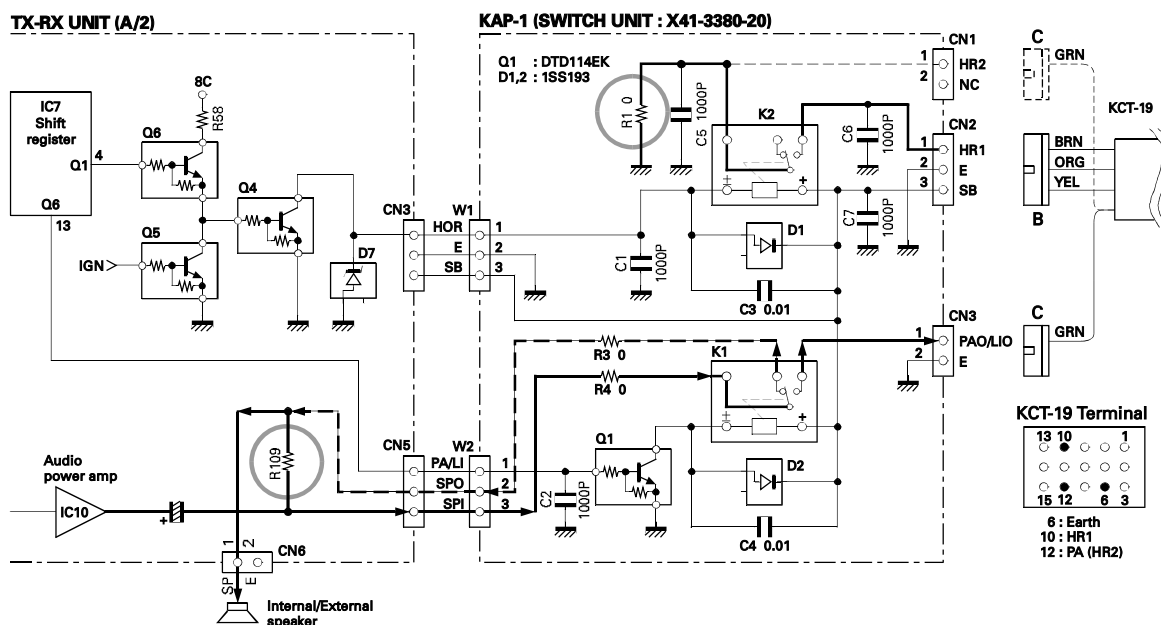 TX-RX UNIT (A/2)
KAP-1 (SWITCH UNIT : X41-3380-20)
Q1 : DTD114EK
D1,2 : 1SS193
IC7
Shift
register
Q1
4
Q6
13
8C
R58
Q6
Q4
Q5
IGN
D7
CN3
HOR
E
SB
W1
1
2
3
R1 0
C5
1000P
K2
C6
1000P
C7
1000P
C1
1000P
D1
C3 0.01
CN1
1
HR2
2
NC
CN2
1
HR1
2
E
3
SB
C
GRN
KCT-19
BRN
ORG
YEL
B
C
GRN
CN3
1
PAO/LIO
2
E
R3 0
R4 0
K1
Q1
D2
C4 0.01
C2
1000P
CN5
PA/LI
SPO
SPI
W2
1
2
3
R109
Audio
power amp
IC10
+
1
2
CN6
SP
E
Internal/External
speaker
KCT-19 Terminal
13 10 1
15 12 6 3
6 : Earth
10 : HR1
12 : PA (HR2)